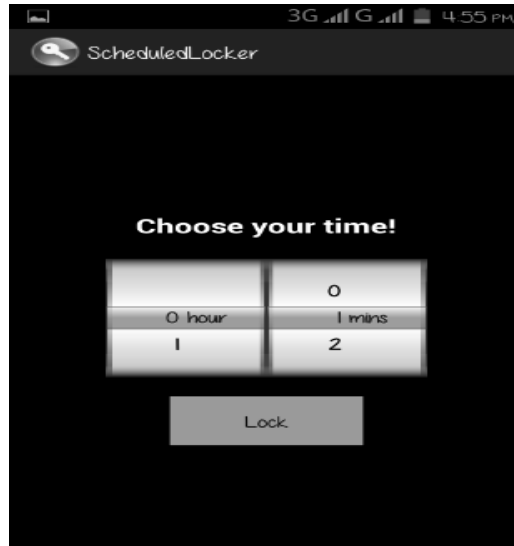 3G G 4.55 PM
ScheduledLocker
Choose your time!
0
0 hour 1 mins
1 2
Lock